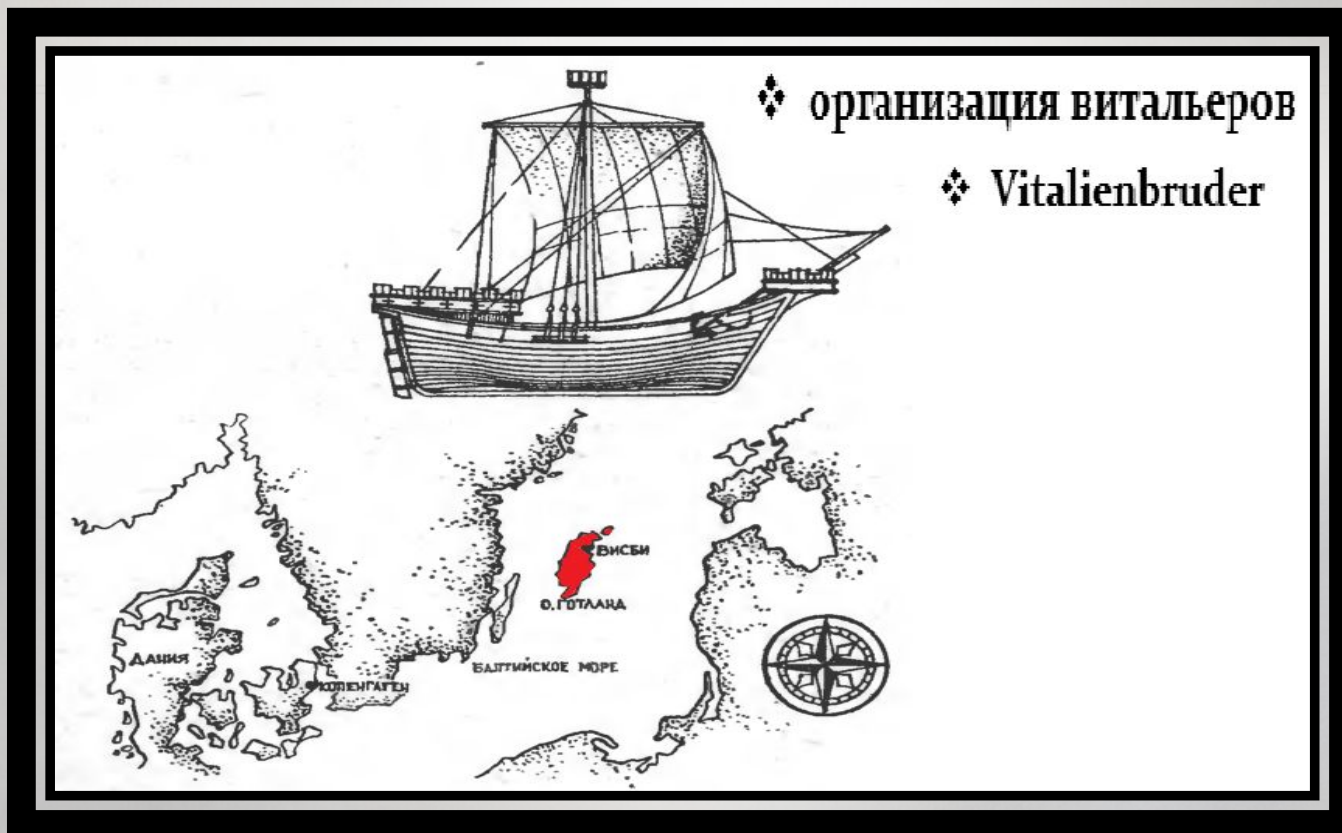 ❖ организация витальеров
❖ Vitalienbruder
ВИСБИ
О. ГОТЛАНД
ДАНИЯ
БАЛТИЙСКОЕ МОРЕ
КОПЕНГАГЕН